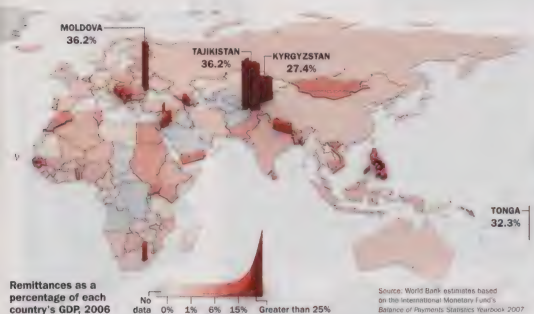 MOLDOVA
36.2%
TAJIKISTAN
36.2%
KYRGYZSTAN
27.4%
TONGA
32.3%
Remittances as a
percentage of each
country's GDP, 2006
No
data 0% 1% 6% 15% Greater than 25%
Source: World Bank estimates based
on the International Monetary Fund's
Balance of Payments Statistics Yearbook 2007